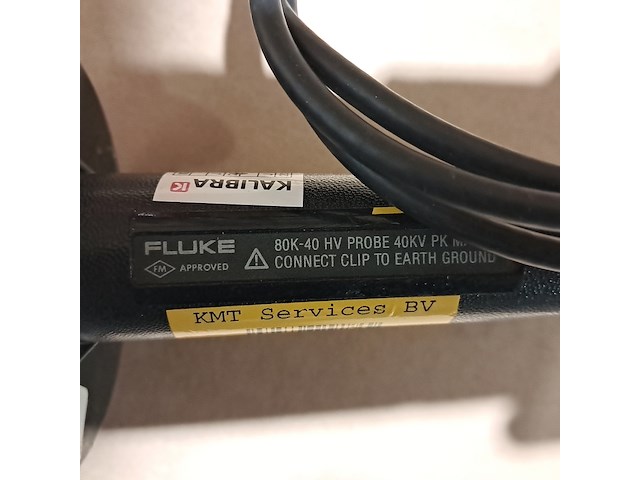 KALIBRA
FLUKE
80K-40 HV PROBE 40KV PK
FM APPROVED
CONNECT CLIP TO EARTH GROUND
KMT Services BV